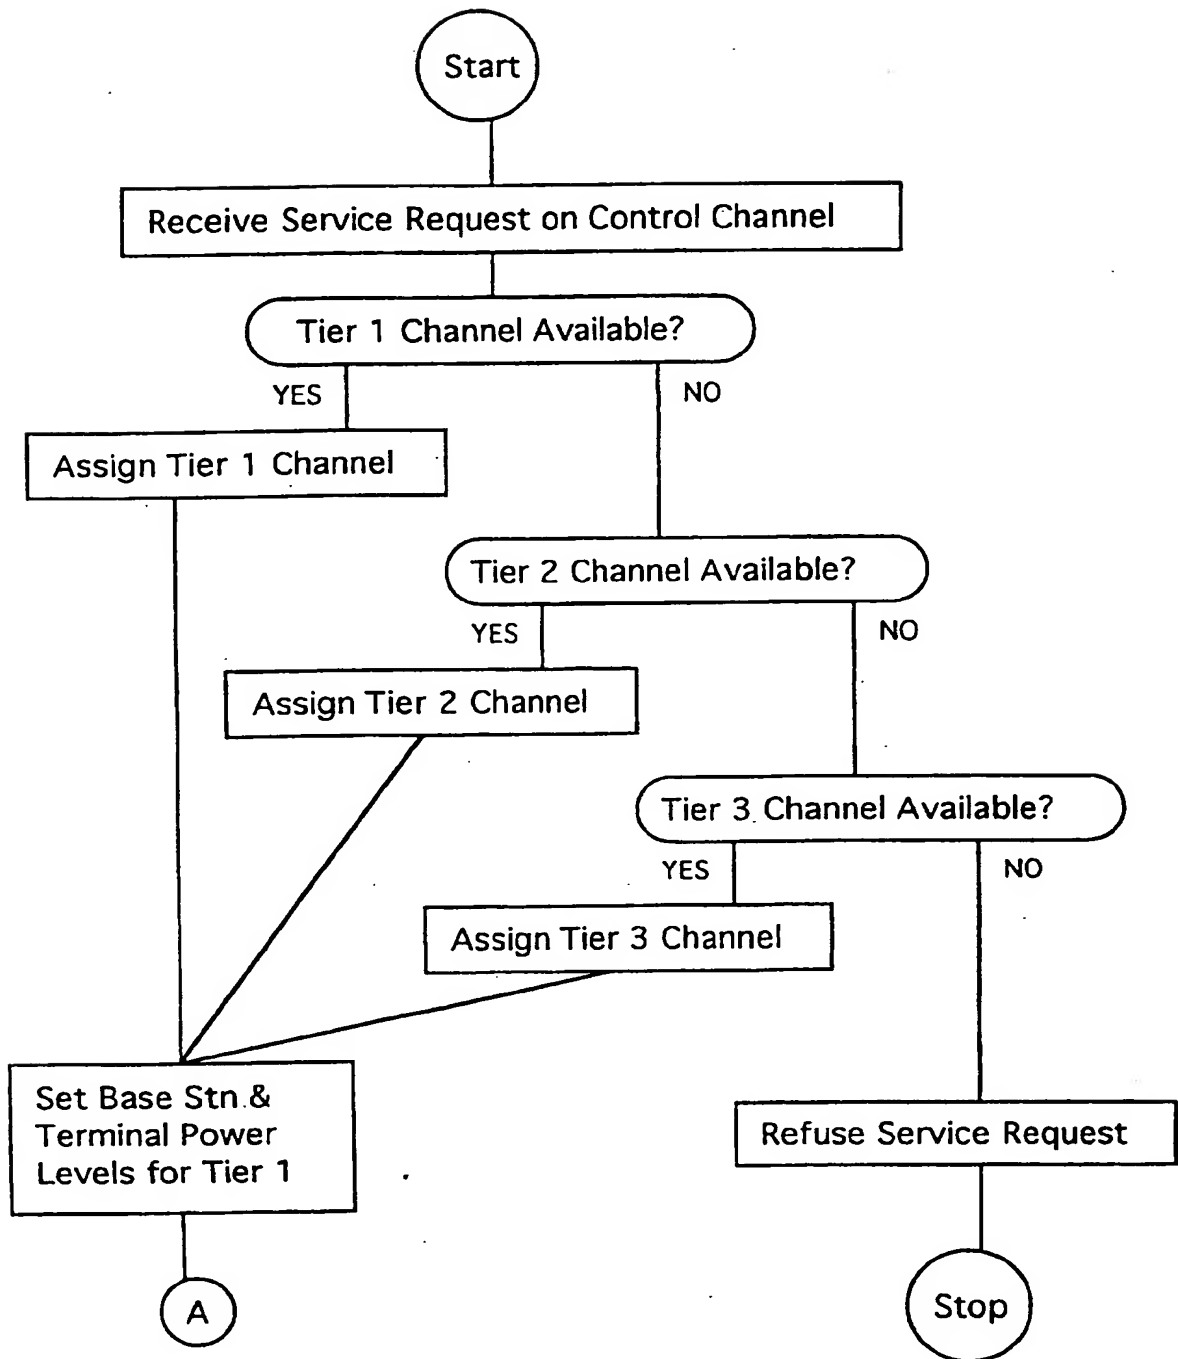 Start
Receive Service Request on Control Channel
Tier 1 Channel Available?
YES
NO
Assign Tier 1 Channel
Tier 2 Channel Available?
YES
NO
Assign Tier 2 Channel
Tier 3 Channel Available?
YES
NO
Assign Tier 3 Channel
Set Base Stn.&
Terminal Power
Levels for Tier 1
Refuse Service Request
A
Stop